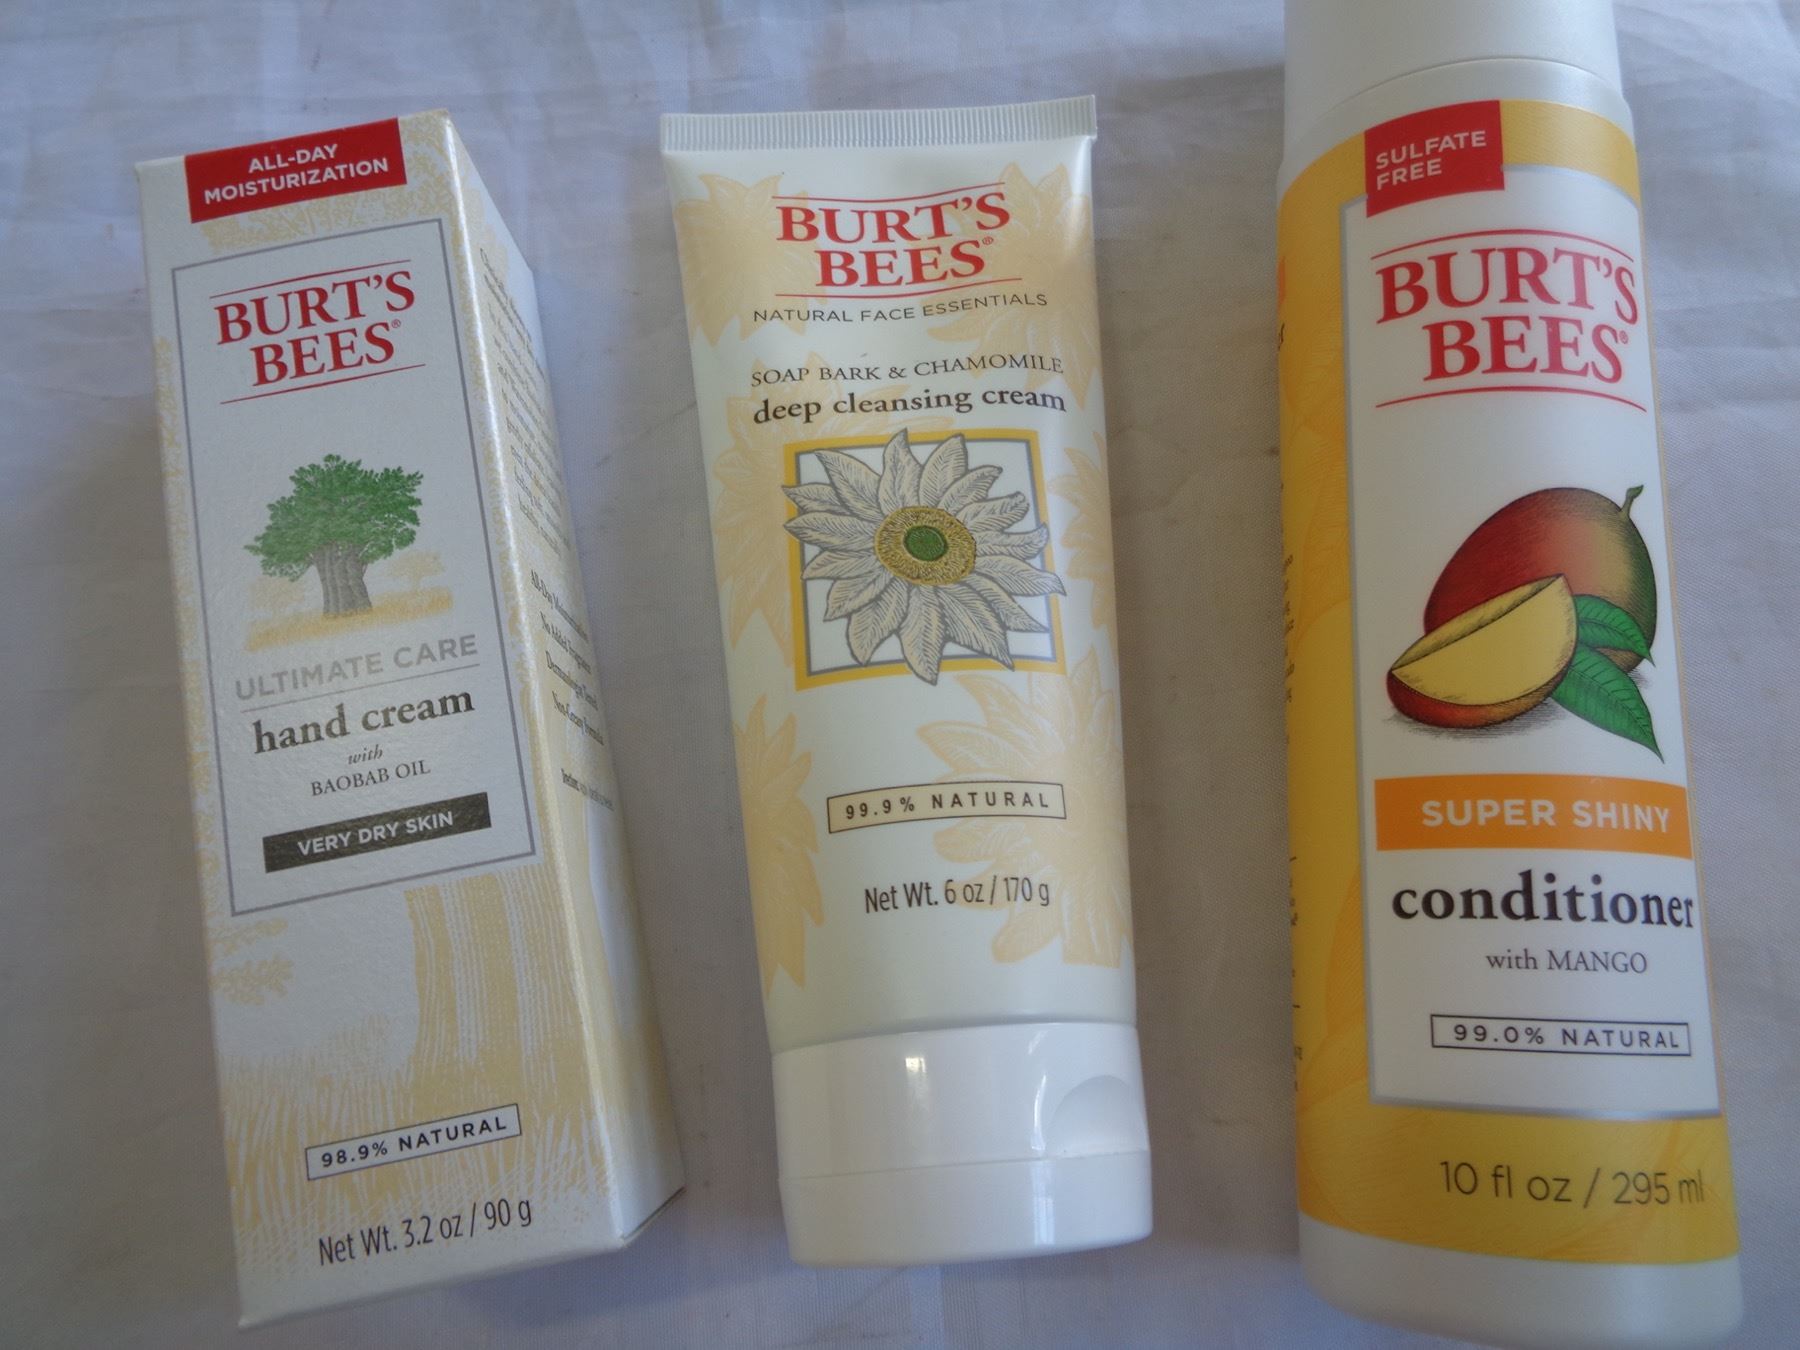 ALL-DAY
MOISTURIZATION
BURT'S
BEES®
ULTIMATE CARE
hand cream
with
BAOBAB OIL
VERY DRY SKIN
98.9% NATURAL
Net Wt. 3.2 oz / 90 g
BURT'S
BEES®
NATURAL FACE ESSENTIALS
SOAP BARK & CHAMOMILE
deep cleansing cream
99.9% NATURAL
Net Wt. 6 oz / 170 g
SULFATE
FREE
BURT'S
BEES®
SUPER SHINY
conditioner
with MANGO
99.0% NATURAL
10 fl oz / 295 ml